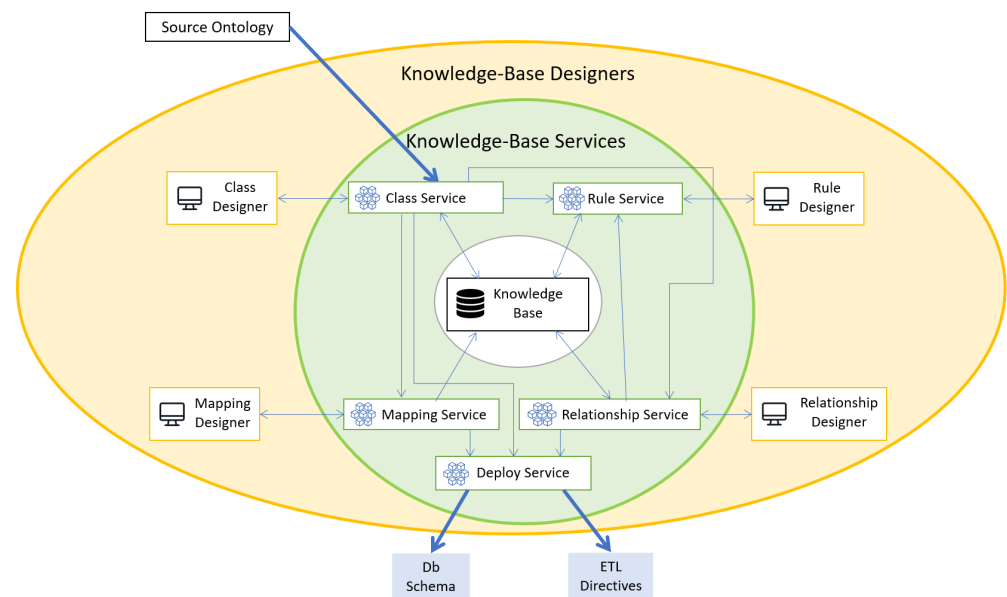 Source Ontology
Knowledge-Base Designers
Knowledge-Base Services
Class
Designer
Class Service
Rule Service
Rule
Designer
Knowledge
Base
Mapping
Designer
Mapping Service
Relationship Service
Relationship
Designer
Deploy Service
Db
Schema
ETL
Directives